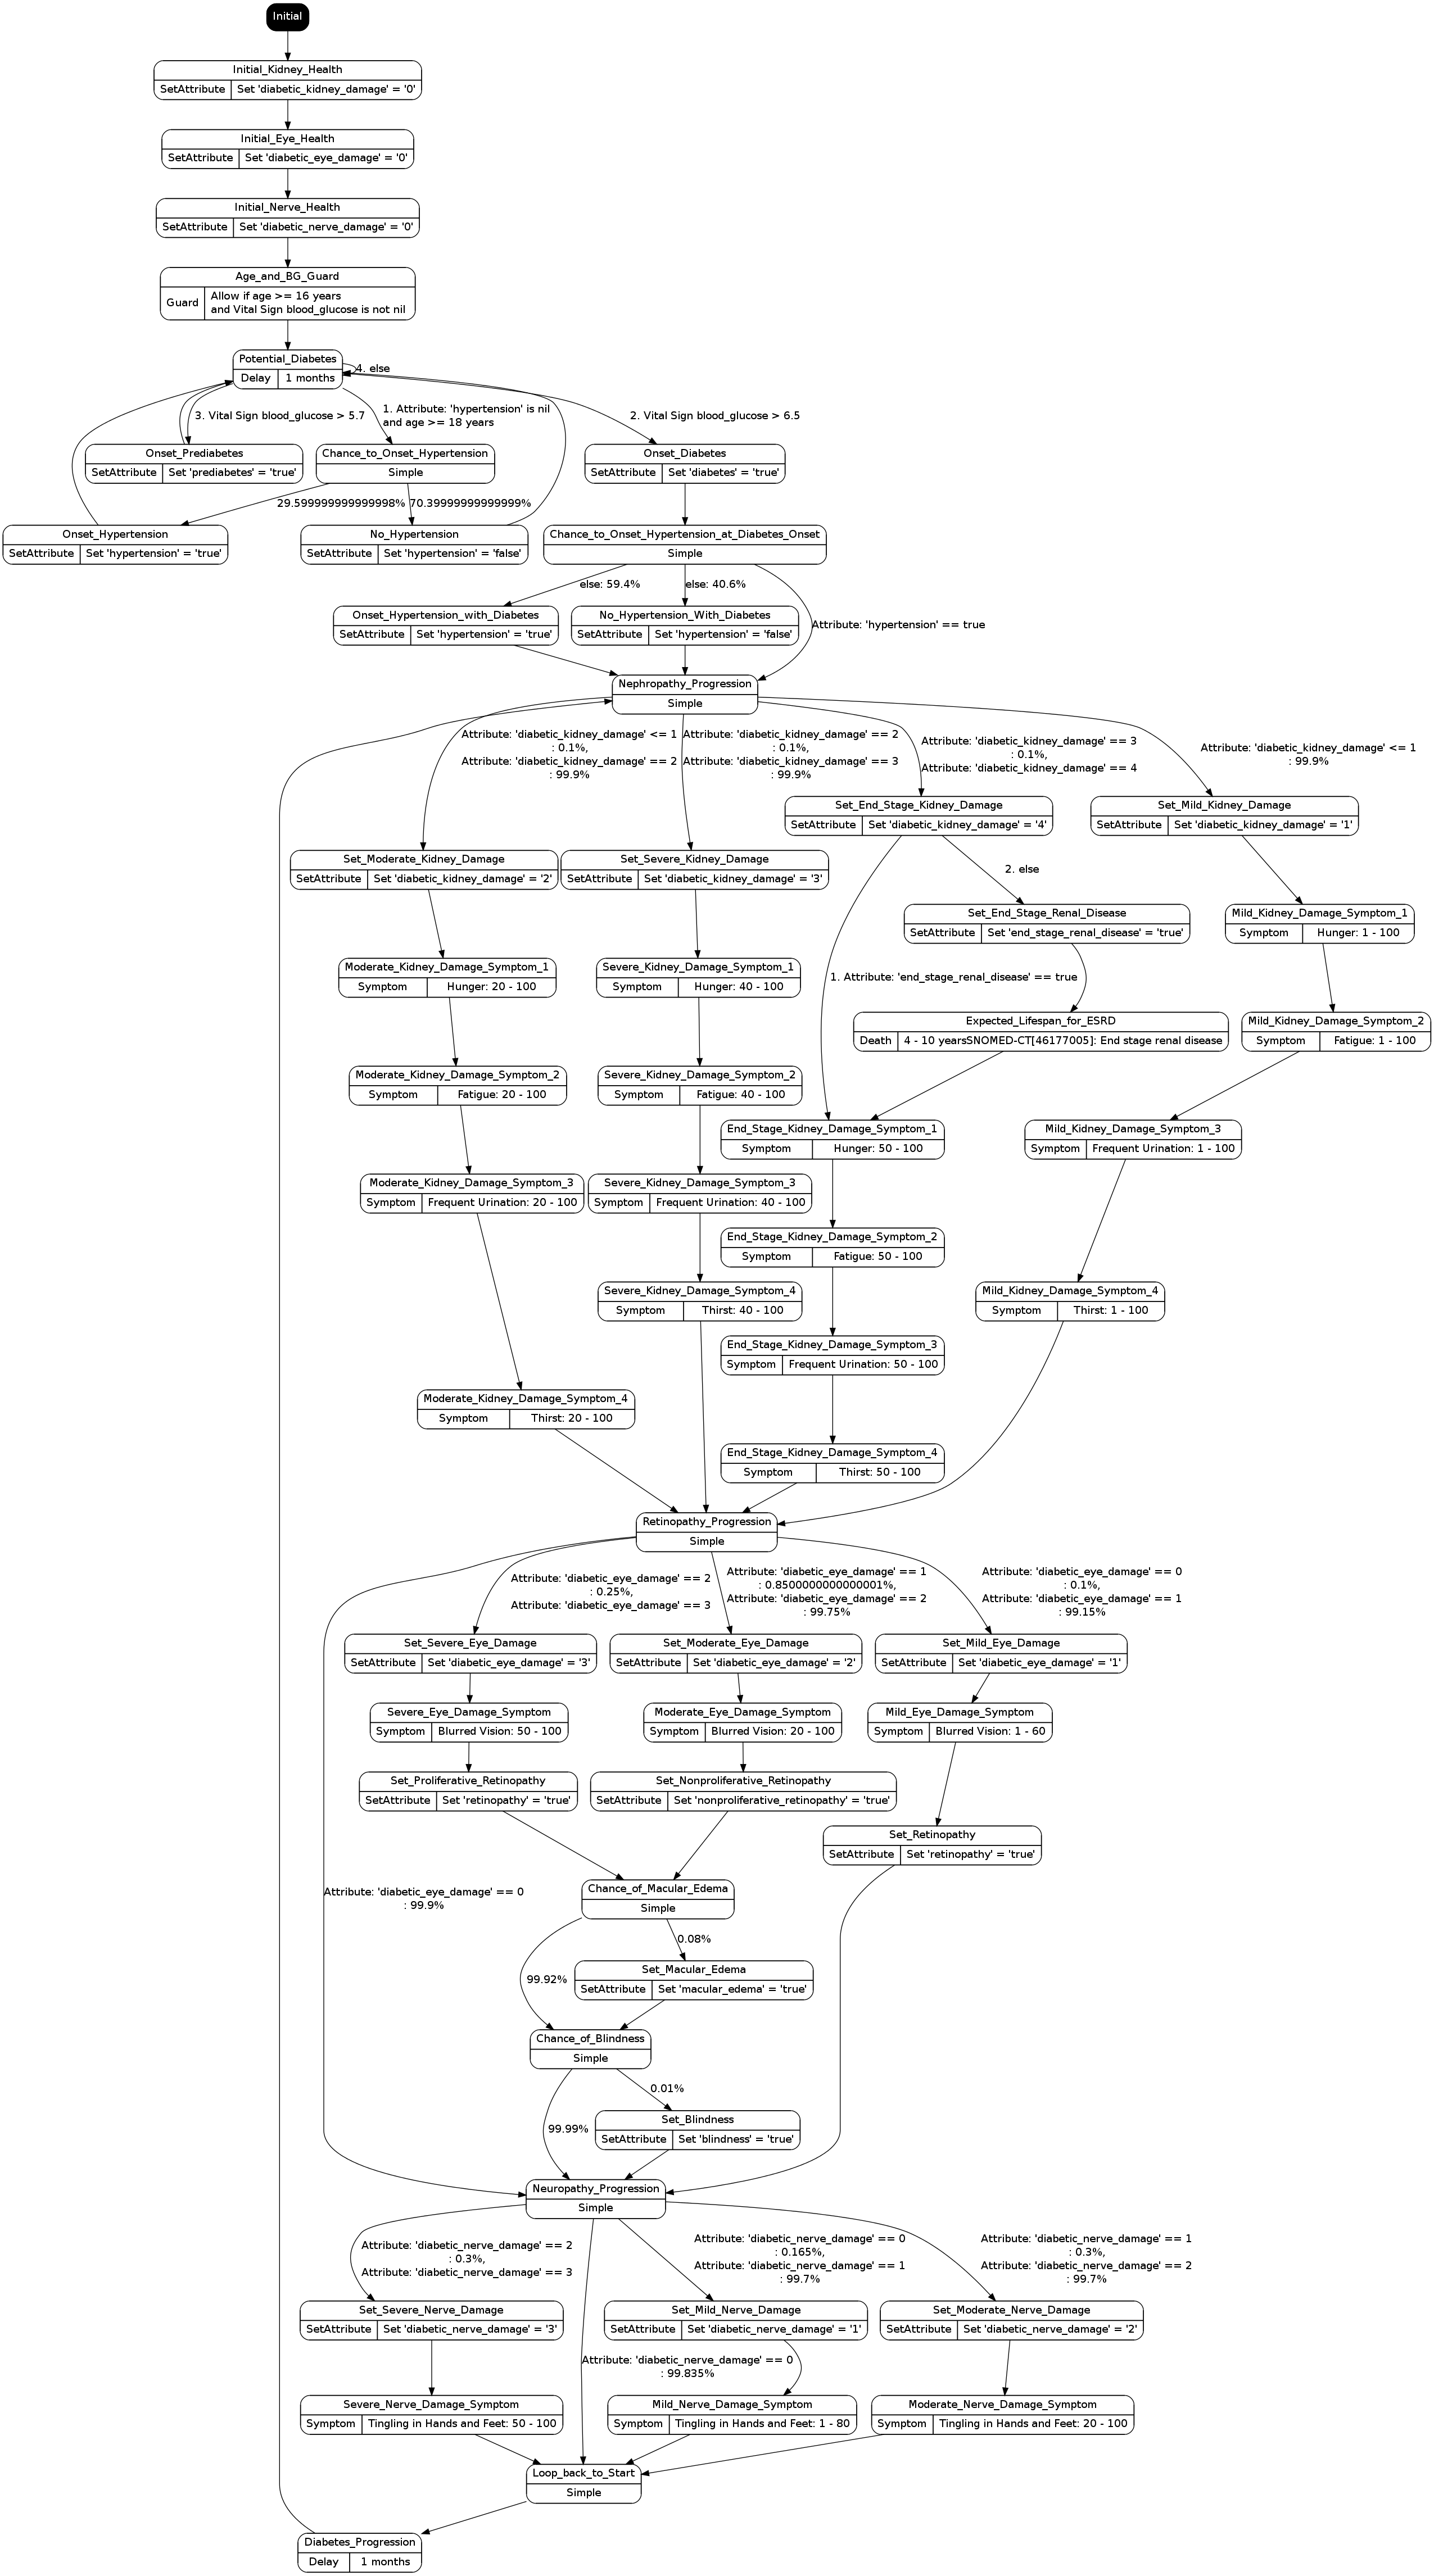 Initial
Initial_Kidney_Health
SetAttribute Set 'diabetic_kidney_damage' = '0'
Initial_Eye_Health
SetAttribute Set 'diabetic_eye_damage' = '0'
Initial_Nerve_Health
SetAttribute Set 'diabetic_nerve_damage' = '0'
Age_and_BG_Guard
Guard Allow if age >= 16 years
and Vital Sign blood_glucose is not nil
Potential_Diabetes
Delay 1 months
4. else
3. Vital Sign blood_glucose > 5.7
1. Attribute: 'hypertension' is nil
and age >= 18 years
2. Vital Sign blood_glucose > 6.5
Onset_Prediabetes
SetAttribute Set 'prediabetes' = 'true'
Chance_to_Onset_Hypertension
Simple
Onset_Diabetes
SetAttribute Set 'diabetes' = 'true'
29.599999999999998%
70.39999999999999%
Onset_Hypertension
SetAttribute Set 'hypertension' = 'true'
No_Hypertension
SetAttribute Set 'hypertension' = 'false'
Chance_to_Onset_Hypertension_at_Diabetes_Onset
Simple
else: 59.4%
else: 40.6%
Attribute: 'hypertension' == true
Onset_Hypertension_with_Diabetes
SetAttribute Set 'hypertension' = 'true'
No_Hypertension_With_Diabetes
SetAttribute Set 'hypertension' = 'false'
Nephropathy_Progression
Simple
Attribute: 'diabetic_kidney_damage' <= 1
: 0.1%,
Attribute: 'diabetic_kidney_damage' == 2
: 99.9%
Attribute: 'diabetic_kidney_damage' == 2
: 0.1%,
Attribute: 'diabetic_kidney_damage' == 3
: 99.9%
Attribute: 'diabetic_kidney_damage' == 3
: 0.1%,
Attribute: 'diabetic_kidney_damage' == 4
Attribute: 'diabetic_kidney_damage' <= 1
: 99.9%
Set_End_Stage_Kidney_Damage
SetAttribute Set 'diabetic_kidney_damage' = '4'
Set_Mild_Kidney_Damage
SetAttribute Set 'diabetic_kidney_damage' = '1'
Set_Moderate_Kidney_Damage
SetAttribute Set 'diabetic_kidney_damage' = '2'
Set_Severe_Kidney_Damage
SetAttribute Set 'diabetic_kidney_damage' = '3'
2. else
Set_End_Stage_Renal_Disease
SetAttribute Set 'end_stage_renal_disease' = 'true'
Mild_Kidney_Damage_Symptom_1
Symptom Hunger: 1 - 100
Moderate_Kidney_Damage_Symptom_1
Symptom Hunger: 20 - 100
Severe_Kidney_Damage_Symptom_1
Symptom Hunger: 40 - 100
1. Attribute: 'end_stage_renal_disease' == true
Expected_Lifespan_for_ESRD
Death 4 - 10 yearsSNOMED-CT[46177005]: End stage renal disease
Mild_Kidney_Damage_Symptom_2
Symptom Fatigue: 1 - 100
Moderate_Kidney_Damage_Symptom_2
Symptom Fatigue: 20 - 100
Severe_Kidney_Damage_Symptom_2
Symptom Fatigue: 40 - 100
End_Stage_Kidney_Damage_Symptom_1
Symptom Hunger: 50 - 100
Mild_Kidney_Damage_Symptom_3
Symptom Frequent Urination: 1 - 100
Moderate_Kidney_Damage_Symptom_3
Symptom Frequent Urination: 20 - 100
Severe_Kidney_Damage_Symptom_3
Symptom Frequent Urination: 40 - 100
End_Stage_Kidney_Damage_Symptom_2
Symptom Fatigue: 50 - 100
Severe_Kidney_Damage_Symptom_4
Symptom Thirst: 40 - 100
Mild_Kidney_Damage_Symptom_4
Symptom Thirst: 1 - 100
End_Stage_Kidney_Damage_Symptom_3
Symptom Frequent Urination: 50 - 100
Moderate_Kidney_Damage_Symptom_4
Symptom Thirst: 20 - 100
End_Stage_Kidney_Damage_Symptom_4
Symptom Thirst: 50 - 100
Retinopathy_Progression
Simple
Attribute: 'diabetic_eye_damage' == 2
: 0.25%,
Attribute: 'diabetic_eye_damage' == 3
Attribute: 'diabetic_eye_damage' == 1
: 0.8500000000000001%,
Attribute: 'diabetic_eye_damage' == 2
: 99.75%
Attribute: 'diabetic_eye_damage' == 0
: 0.1%,
Attribute: 'diabetic_eye_damage' == 1
: 99.15%
Set_Severe_Eye_Damage
SetAttribute Set 'diabetic_eye_damage' = '3'
Set_Moderate_Eye_Damage
SetAttribute Set 'diabetic_eye_damage' = '2'
Set_Mild_Eye_Damage
SetAttribute Set 'diabetic_eye_damage' = '1'
Severe_Eye_Damage_Symptom
Symptom Blurred Vision: 50 - 100
Moderate_Eye_Damage_Symptom
Symptom Blurred Vision: 20 - 100
Mild_Eye_Damage_Symptom
Symptom Blurred Vision: 1 - 60
Set_Proliferative_Retinopathy
SetAttribute Set 'retinopathy' = 'true'
Set_Nonproliferative_Retinopathy
SetAttribute Set 'nonproliferative_retinopathy' = 'true'
Set_Retinopathy
SetAttribute Set 'retinopathy' = 'true'
Attribute: 'diabetic_eye_damage' == 0
: 99.9%
Chance_of_Macular_Edema
Simple
0.08%
99.92%
Set_Macular_Edema
SetAttribute Set 'macular_edema' = 'true'
Chance_of_Blindness
Simple
0.01%
99.99%
Set_Blindness
SetAttribute Set 'blindness' = 'true'
Neuropathy_Progression
Simple
Attribute: 'diabetic_nerve_damage' == 2
: 0.3%,
Attribute: 'diabetic_nerve_damage' == 3
Attribute: 'diabetic_nerve_damage' == 0
: 0.165%,
Attribute: 'diabetic_nerve_damage' == 1
: 99.7%
Attribute: 'diabetic_nerve_damage' == 1
: 0.3%,
Attribute: 'diabetic_nerve_damage' == 2
: 99.7%
Set_Severe_Nerve_Damage
SetAttribute Set 'diabetic_nerve_damage' = '3'
Set_Mild_Nerve_Damage
SetAttribute Set 'diabetic_nerve_damage' = '1'
Set_Moderate_Nerve_Damage
SetAttribute Set 'diabetic_nerve_damage' = '2'
Attribute: 'diabetic_nerve_damage' == 0
: 99.835%
Severe_Nerve_Damage_Symptom
Symptom Tingling in Hands and Feet: 50 - 100
Mild_Nerve_Damage_Symptom
Symptom Tingling in Hands and Feet: 1 - 80
Moderate_Nerve_Damage_Symptom
Symptom Tingling in Hands and Feet: 20 - 100
Loop_back_to_Start
Simple
Diabetes_Progression
Delay 1 months